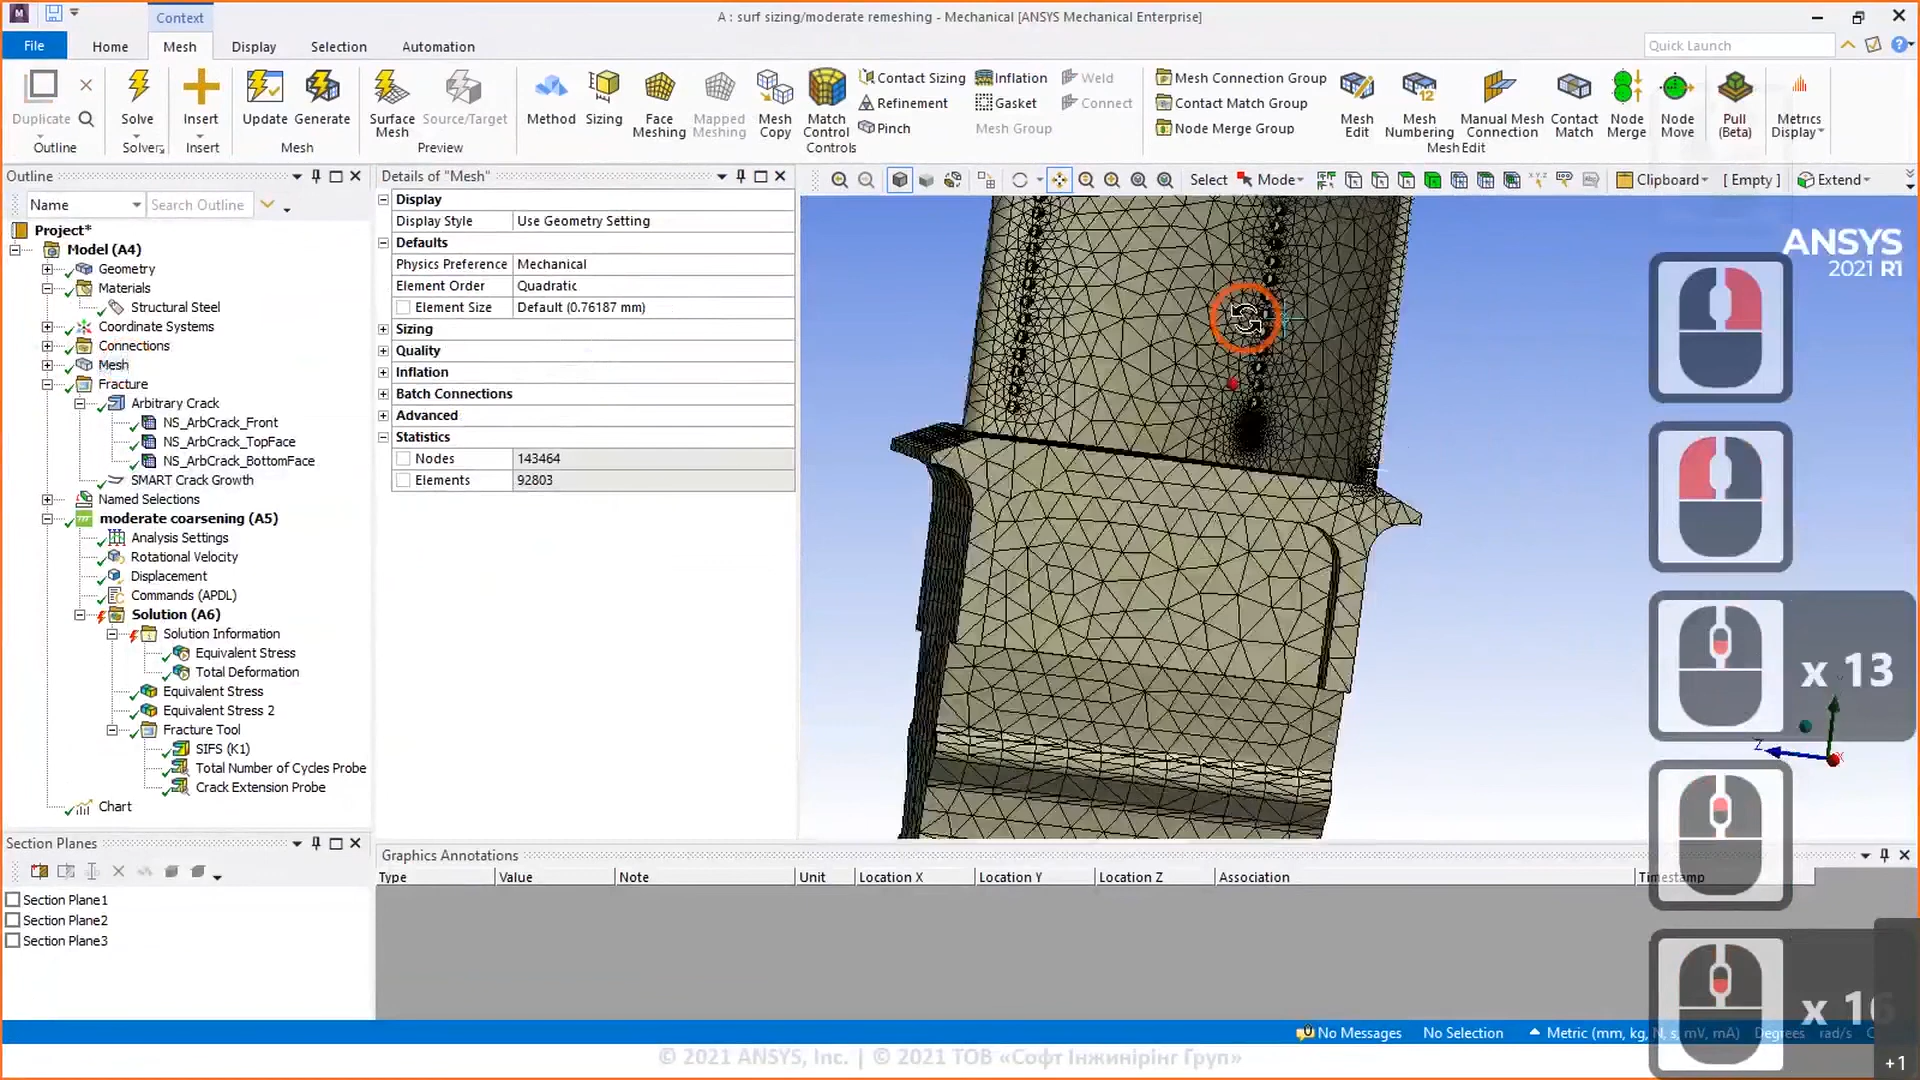 Context
A : surf sizing/moderate remeshing - Mechanical [ANSYS Mechanical Enterprise]
File
Home
Mesh
Display
Selection
Automation
Quick Launch
Duplicate
Outline
Solve
Solver
Insert
Insert
Update
Generate
Mesh
Surface Mesh
Source/Target
Preview
Method
Sizing
Face Meshing
Mapped Meshing
Mesh Copy
Match Control
Controls
Contact Sizing
Refinement
Pinch
Inflation
Gasket
Mesh Group
Weld
Connect
Mesh Connection Group
Contact Match Group
Node Merge Group
Mesh Edit
Mesh Numbering
Manual Mesh Connection
Contact Match
Node Merge
Node Move
Mesh Edit
Pull (Beta)
Metrics Display
Outline
Name
Search Outline
Project*
Model (A4)
Geometry
Materials
Structural Steel
Coordinate Systems
Connections
Mesh
Fracture
Arbitrary Crack
NS_ArbCrack_Front
NS_ArbCrack_TopFace
NS_ArbCrack_BottomFace
SMART Crack Growth
Named Selections
moderate coarsening (A5)
Analysis Settings
Rotational Velocity
Displacement
Commands (APDL)
Solution (A6)
Solution Information
Equivalent Stress
Total Deformation
Equivalent Stress
Equivalent Stress 2
Fracture Tool
SIFS (K1)
Total Number of Cycles Probe
Crack Extension Probe
Chart
Details of "Mesh"
Display
Display Style Use Geometry Setting
Defaults
Physics Preference Mechanical
Element Order Quadratic
Element Size Default (0.76187 mm)
Sizing
Quality
Inflation
Batch Connections
Advanced
Statistics
Nodes 143464
Elements 92803
Select
Mode
Clipboard
[ Empty ]
Extend
ANSYS
2021 R1
x 13
Z
X
x 16
+1
Section Planes
Section Plane1
Section Plane2
Section Plane3
Graphics Annotations
Type Value Note Unit Location X Location Y Location Z Association Timestamp
No Messages No Selection Metric (mm, kg, N, s, mV, mA) Degrees rad/s
© 2021 ANSYS, Inc. | © 2021 ТОВ «Софт Інжинірінг Груп»